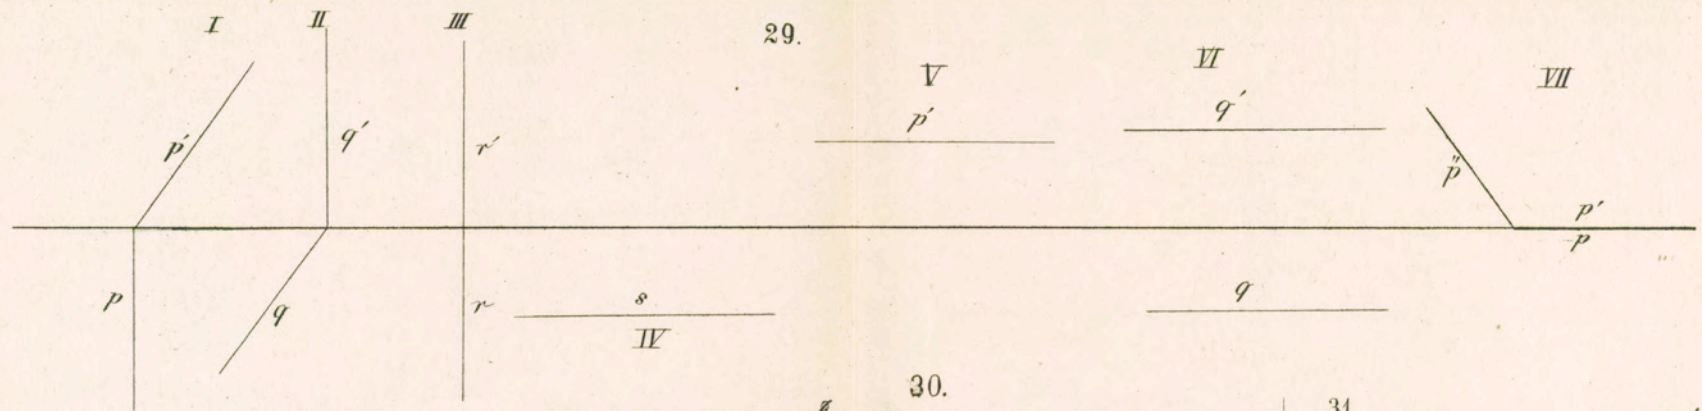 I II III 29.
V VI VII
p′ q′ r′ p′ q′ p″ p′
p q r s q p
IV
30. 31.
z